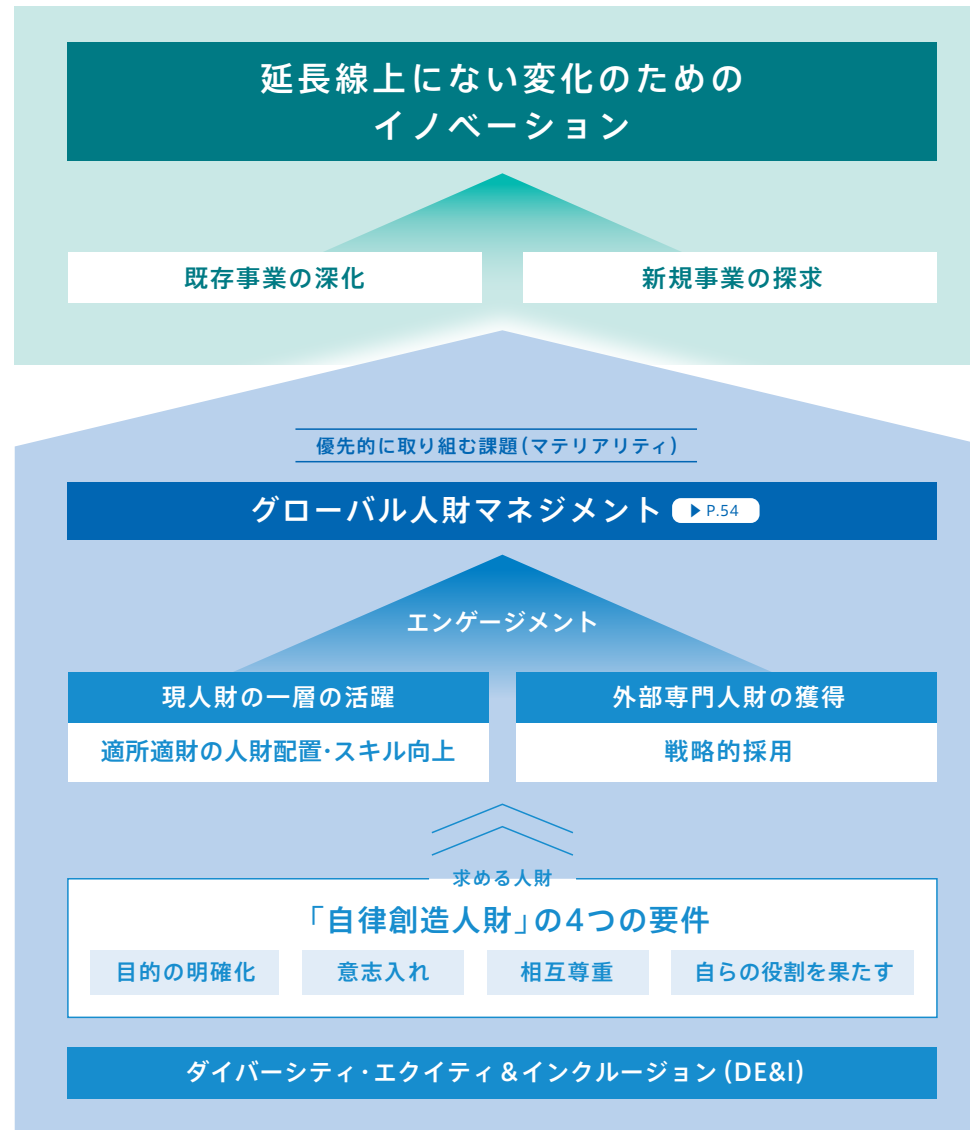 延長線上にない変化のための
イノベーション
既存事業の深化
新規事業の探求
優先的に取り組む課題(マテリアリティ)
グローバル人財マネジメント ▶P.54
エンゲージメント
現人財の一層の活躍
適所適財の人財配置・スキル向上
外部専門人財の獲得
戦略的採用
求める人財
「自律創造人財」の4つの要件
目的の明確化
意志入れ
相互尊重
自らの役割を果たす
ダイバーシティ・エクイティ&インクルージョン(DE&I)